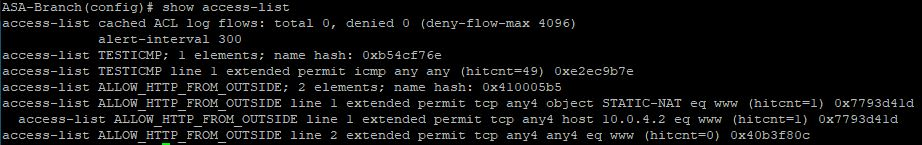 ASA-Branch(config)# show access-list
access-list cached ACL log flows: total 0, denied 0 (deny-flow-max 4096)
            alert-interval 300
access-list TESTICMP; 1 elements; name hash: 0xb54cf76e
access-list TESTICMP line 1 extended permit icmp any any (hitcnt=49) 0xe2ec9b7e
access-list ALLOW_HTTP_FROM_OUTSIDE; 2 elements; name hash: 0x410005b5
access-list ALLOW_HTTP_FROM_OUTSIDE line 1 extended permit tcp any4 object STATIC-NAT eq www (hitcnt=1) 0x7793d41d
  access-list ALLOW_HTTP_FROM_OUTSIDE line 1 extended permit tcp any4 host 10.0.4.2 eq www (hitcnt=1) 0x7793d41d
access-list ALLOW_HTTP_FROM_OUTSIDE line 2 extended permit tcp any4 any4 eq www (hitcnt=0) 0x40b3f80c